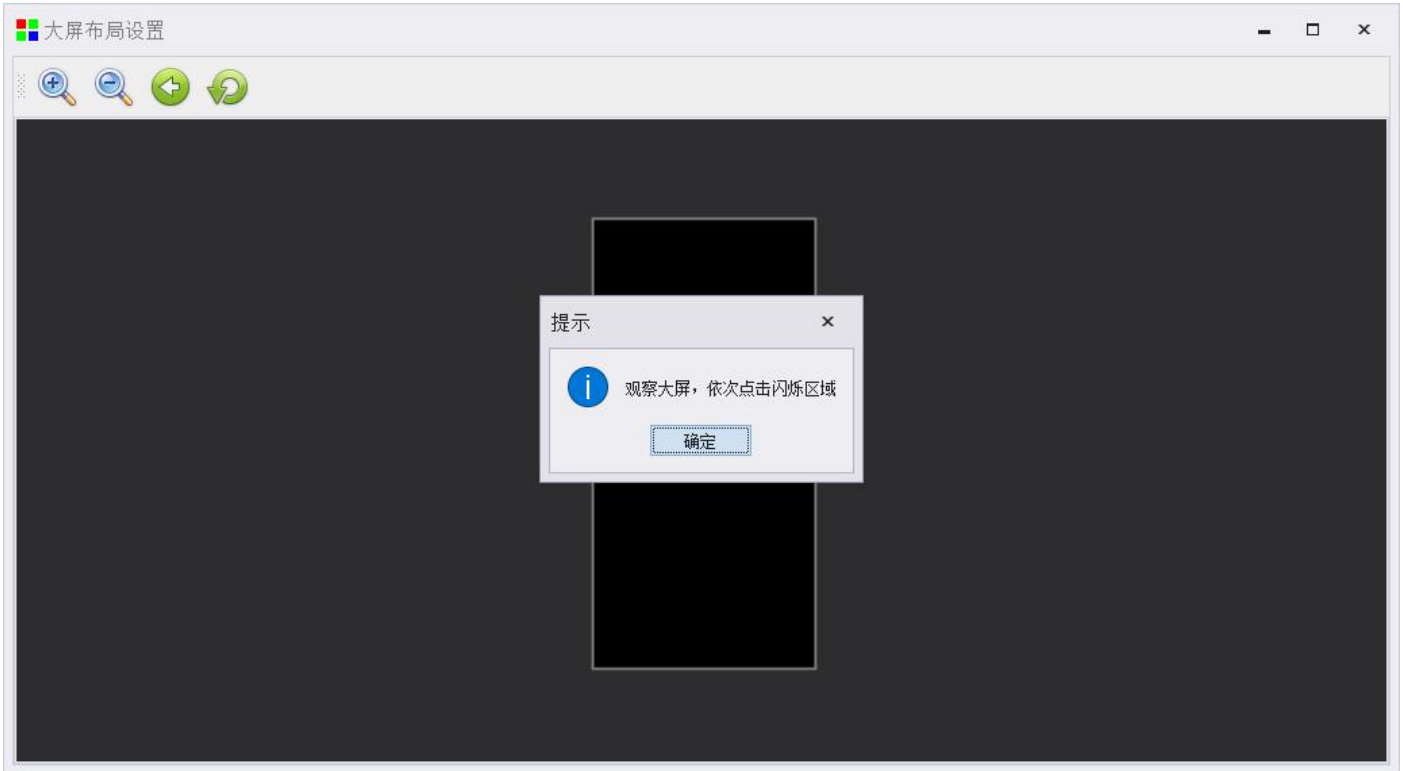 大屏布局设置
提示
观察大屏，依次点击闪烁区域
确定